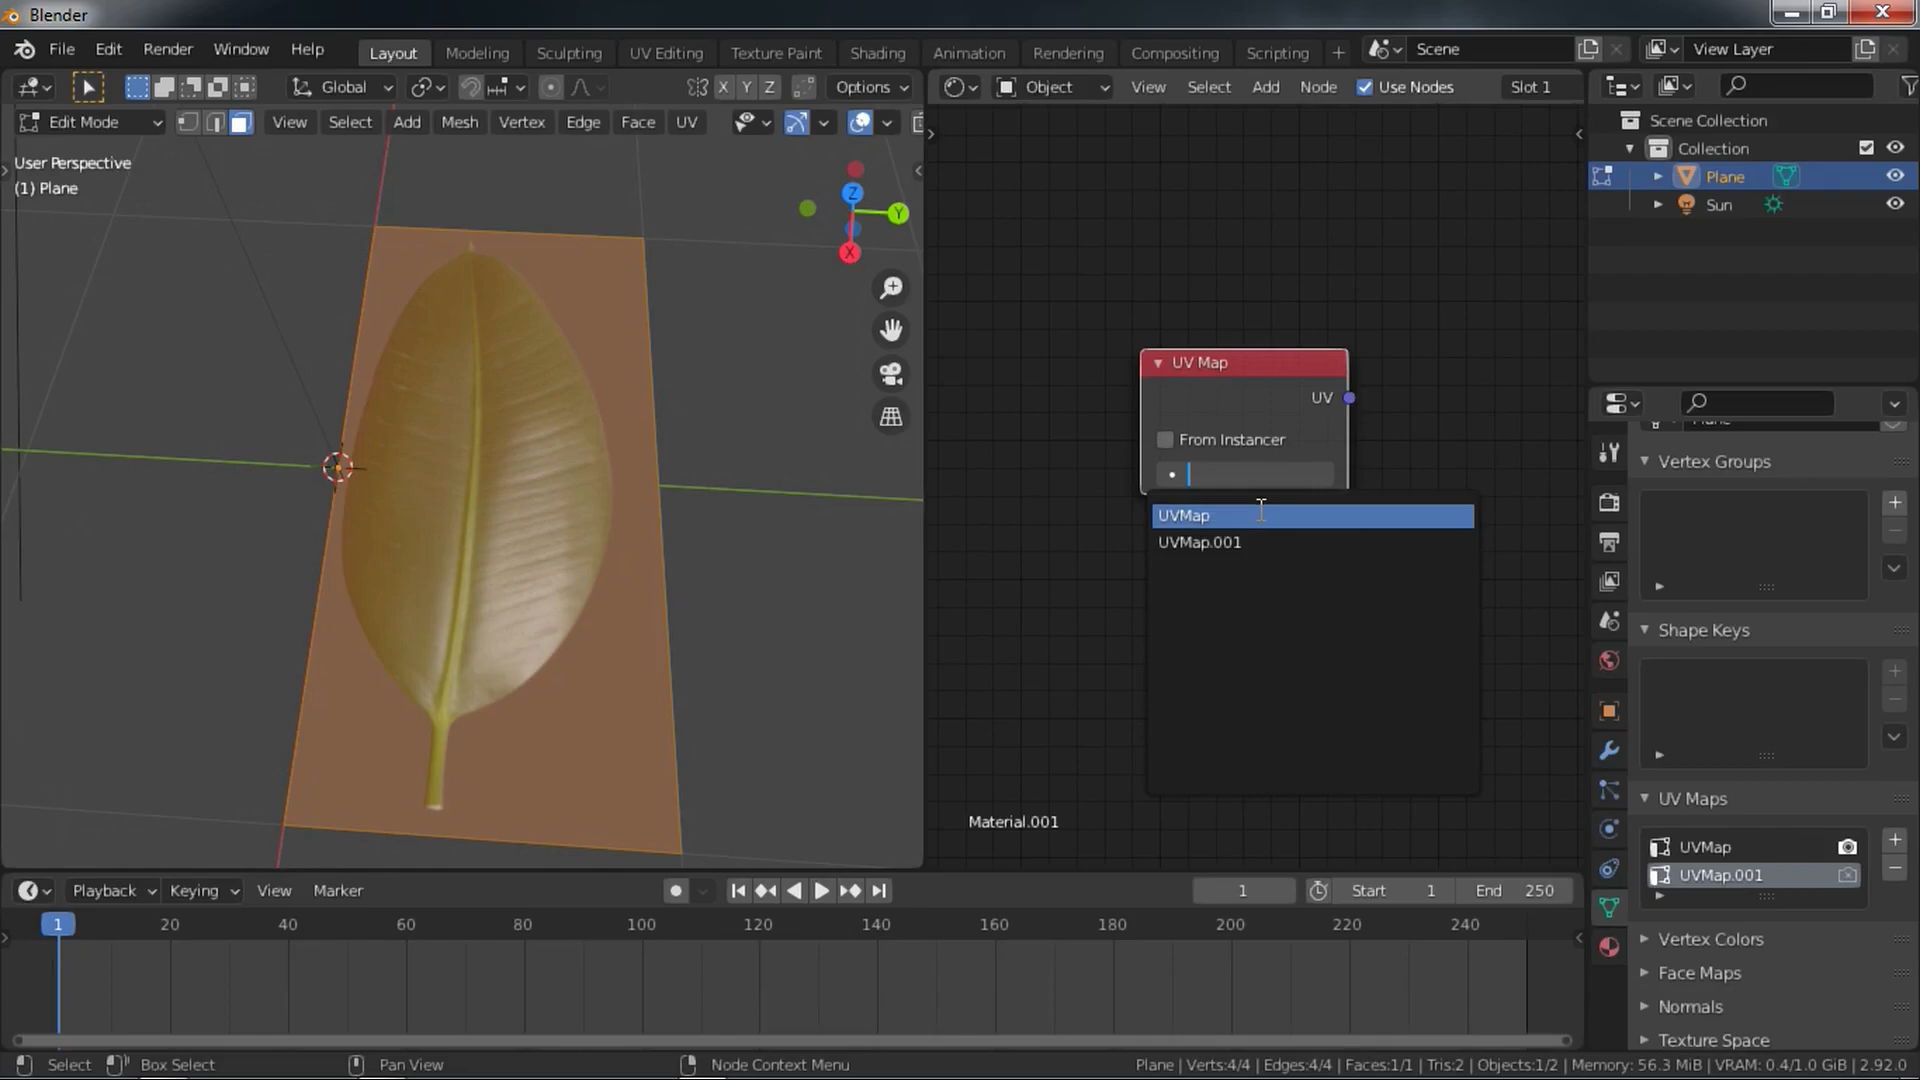 Blender
File Edit Render Window Help Layout Modeling Sculpting UV Editing Texture Paint Shading Animation Rendering Compositing Scripting + Scene View Layer
Global X Y Z Options Object View Select Add Node Use Nodes Slot 1
Edit Mode View Select Add Mesh Vertex Edge Face UV
Scene Collection
Collection
Plane
Sun
User Perspective
(1) Plane
Z
Y
X
UV Map
UV
From Instancer
UVMap
UVMap.001
Material.001
Vertex Groups
Shape Keys
UV Maps
UVMap
UVMap.001
Vertex Colors
Face Maps
Normals
Texture Space
Playback Keying View Marker 1 Start 1 End 250
1 20 40 60 80 100 120 140 160 180 200 220 240
Select Box Select Pan View Node Context Menu Plane | Verts:4/4 | Edges:4/4 | Faces:1/1 | Tris:2 | Objects:1/2 | Memory: 56.3 MiB | VRAM: 0.4/1.0 GiB | 2.92.0